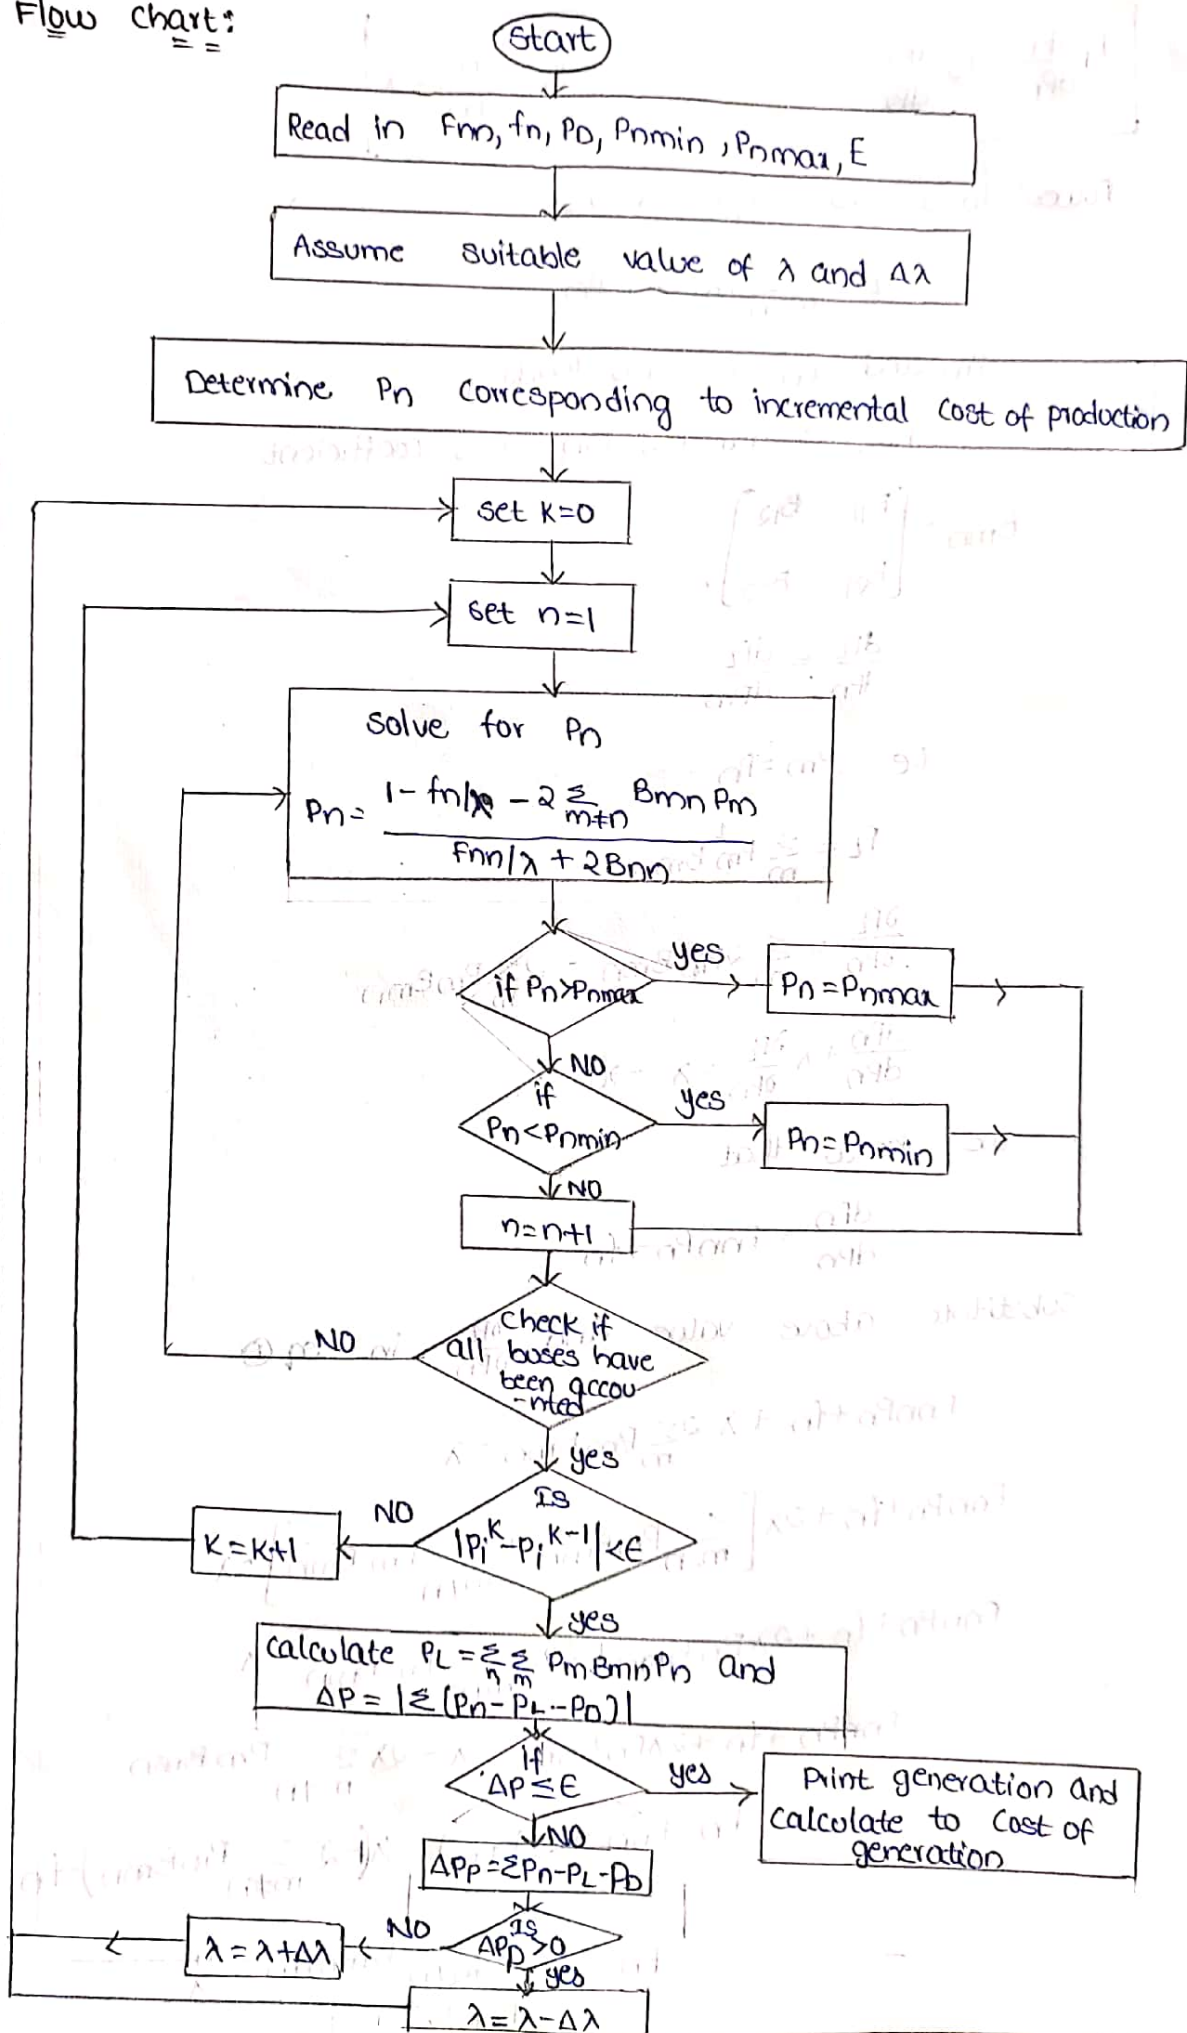 Flow chart:
Start
Read in Fnn, fn, PD, Pnmin, Pnmax, E
Assume suitable value of λ and Δλ
Determine Pn corresponding to incremental cost of production
set K=0
set n=1
solve for Pn
Pn = 1 - fn/λ - 2 Σ m≠n Bmn Pm
Fnn/λ + 2Bnn
if Pn>Pnmax
yes
Pn = Pnmax
NO
if
Pn<Pnmin
yes
Pn = Pnmin
NO
n=n+1
check if
all buses have
been accou
-nted
NO
yes
Is
|Pi^K - Pi^K-1| <ϵ
NO
K=K+1
yes
calculate PL = Σn Σm Pm Bmn Pn and
ΔP = |Σ(Pn-PL-PD)|
If
ΔP≤ϵ
yes
Print generation and
calculate to cost of
generation
NO
ΔPp = ΣPn-PL-PD
Is
ΔPp >0
NO
λ = λ+Δλ
yes
λ = λ-Δλ